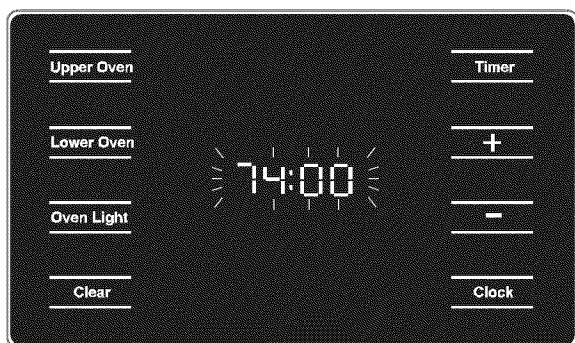 Upper Oven
Timer
Lower Oven
+
74:00
Oven Light
-
Clear
Clock